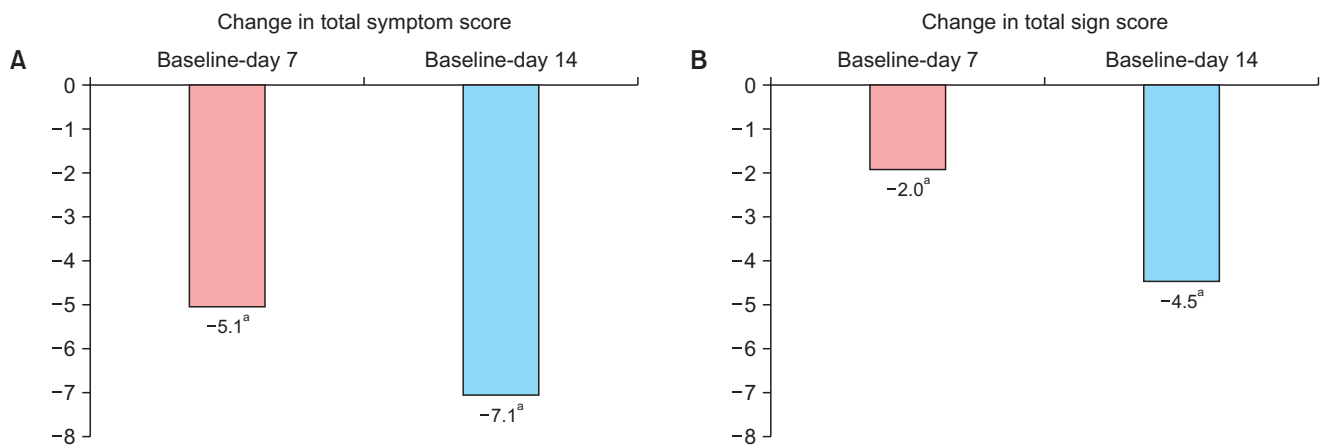 Change in total symptom score
A
Baseline-day 7
Baseline-day 14
0
−1
−2
−3
−4
−5
−6
−7
−8
−5.1ª
−7.1ª
Change in total sign score
B
Baseline-day 7
Baseline-day 14
0
−1
−2
−3
−4
−5
−6
−7
−8
−2.0ª
−4.5ª